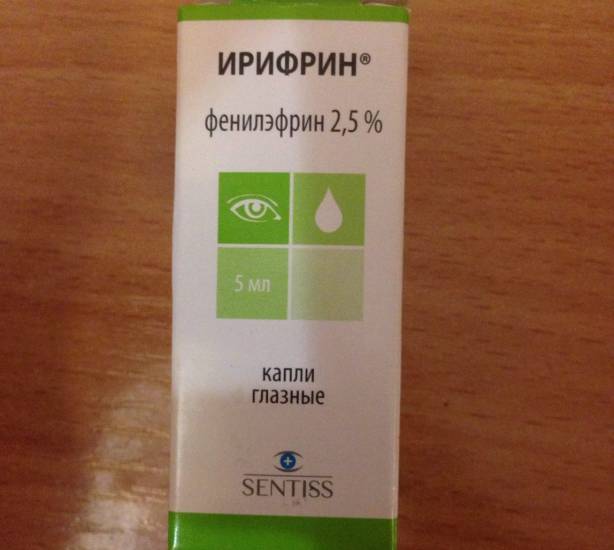 ИРИФРИН®
фенилэфрин 2,5 %
5 мл
капли
глазные
SENTISS